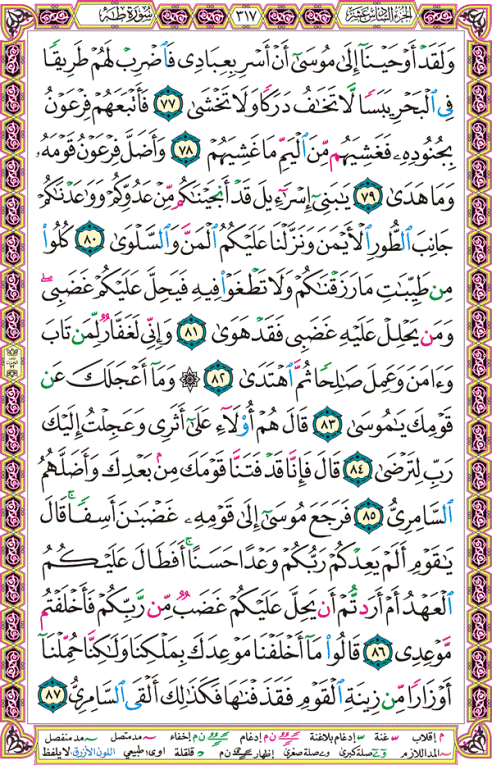 الجزء السادس عشر ٣١٧ سورة طه
وَلَقَدْ أَوْحَيْنَآ إِلَىٰ مُوسَىٰٓ أَنْ أَسْرِ بِعِبَادِى فَٱضْرِبْ لَهُمْ طَرِيقًا
فِى ٱلْبَحْرِ يَبَسًا لَّا تَخَـٰفُ دَرَكًا وَلَا تَخْشَىٰ ٧٧ فَأَتْبَعَهُمْ فِرْعَوْنُ
بِجُنُودِهِۦ فَغَشِيَهُم مِّنَ ٱلْيَمِّ مَا غَشِيَهُمْ ٧٨ وَأَضَلَّ فِرْعَوْنُ قَوْمَهُۥ
وَمَا هَدَىٰ ٧٩ يَـٰبَنِىٓ إِسْرَٰٓءِيلَ قَدْ أَنجَيْنَـٰكُم مِّنْ عَدُوِّكُمْ وَوَٰعَدْنَـٰكُمْ
جَانِبَ ٱلطُّورِ ٱلْأَيْمَنَ وَنَزَّلْنَا عَلَيْكُمُ ٱلْمَنَّ وَٱلسَّلْوَىٰ ٨٠ كُلُوا۟
مِن طَيِّبَـٰتِ مَا رَزَقْنَـٰكُمْ وَلَا تَطْغَوْا۟ فِيهِ فَيَحِلَّ عَلَيْكُمْ غَضَبِى ۖ
وَمَن يَحْلِلْ عَلَيْهِ غَضَبِى فَقَدْ هَوَىٰ ٨١ وَإِنِّى لَغَفَّارٌ لِّمَن تَابَ
وَءَامَنَ وَعَمِلَ صَـٰلِحًا ثُمَّ ٱهْتَدَىٰ ٨٢ ۞ وَمَآ أَعْجَلَكَ عَن
قَوْمِكَ يَـٰمُوسَىٰ ٨٣ قَالَ هُمْ أُو۟لَآءِ عَلَىٰٓ أَثَرِى وَعَجِلْتُ إِلَيْكَ
رَبِّ لِتَرْضَىٰ ٨٤ قَالَ فَإِنَّا قَدْ فَتَنَّا قَوْمَكَ مِنۢ بَعْدِكَ وَأَضَلَّهُمُ
ٱلسَّامِرِىُّ ٨٥ فَرَجَعَ مُوسَىٰٓ إِلَىٰ قَوْمِهِۦ غَضْبَـٰنَ أَسِفًا ۚ قَالَ
يَـٰقَوْمِ أَلَمْ يَعِدْكُمْ رَبُّكُمْ وَعْدًا حَسَنًا ۚ أَفَطَالَ عَلَيْكُمُ
ٱلْعَهْدُ أَمْ أَرَدتُّمْ أَن يَحِلَّ عَلَيْكُمْ غَضَبٌ مِّن رَّبِّكُمْ فَأَخْلَفْتُم
مَّوْعِدِى ٨٦ قَالُوا۟ مَآ أَخْلَفْنَا مَوْعِدَكَ بِمَلْكِنَا وَلَـٰكِنَّا حُمِّلْنَآ
أَوْزَارًا مِّن زِينَةِ ٱلْقَوْمِ فَقَذَفْنَـٰهَا فَكَذَٰلِكَ أَلْقَى ٱلسَّامِرِىُّ ٨٧
م إقلاب س غنة س إدغام بلاغنة ن م إدغام ن م إخفاء مد متصل مد منفصل
المد اللازم صلة كبرى صلة صغرى إظهار ن م قلقلة اوى طبيعي اللون الأزرق لا يلفظ